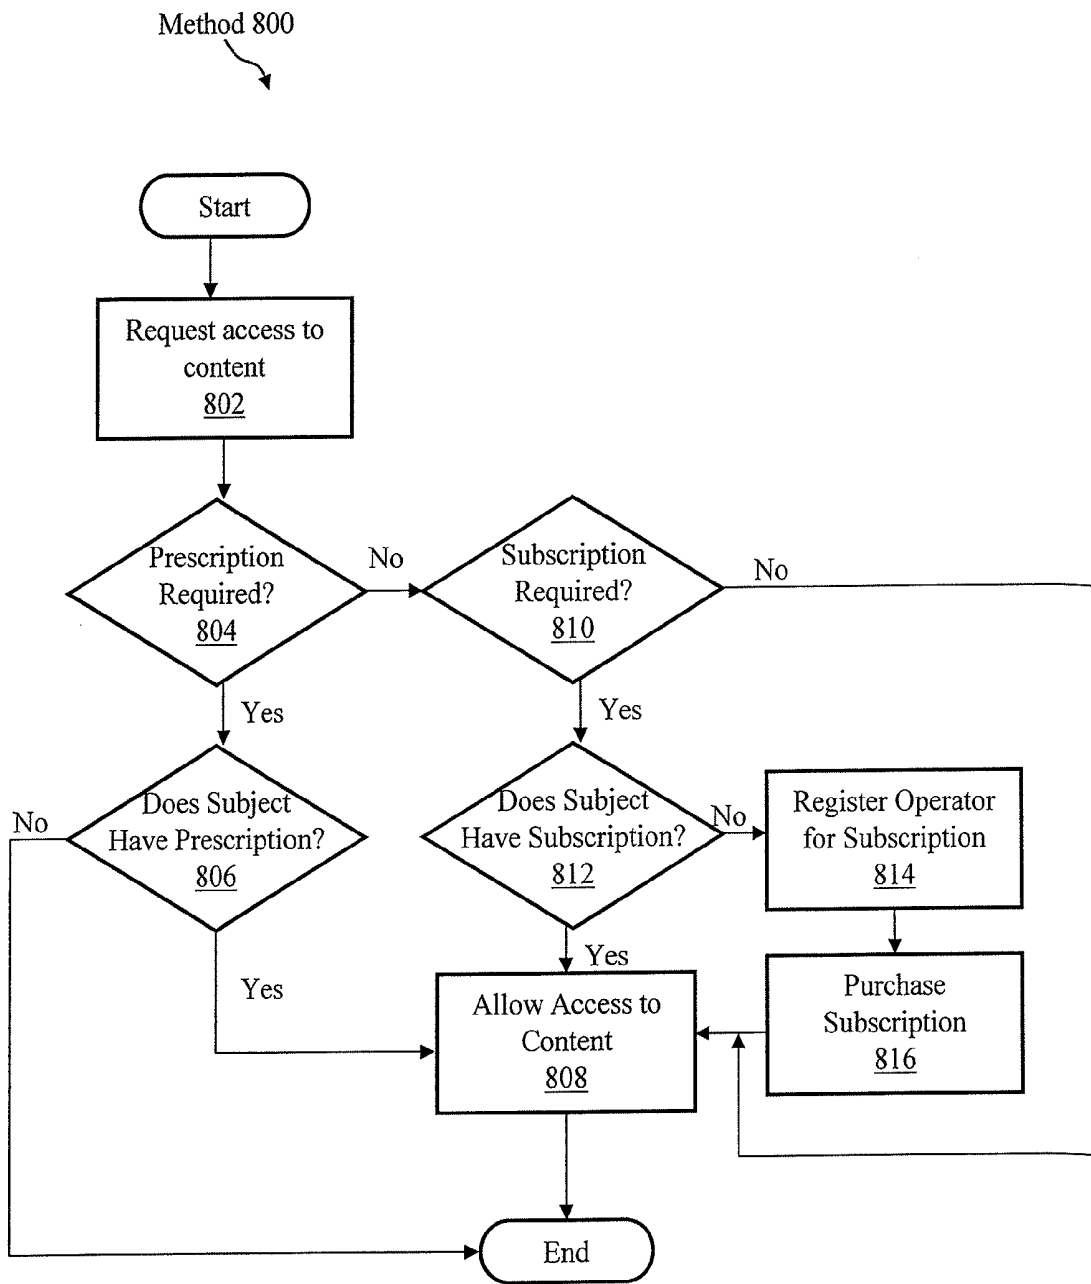 Method 800
Start
Request access to
content
802
Prescription
Required?
804
No
Subscription
Required?
810
No
Yes
Yes
Does Subject
Have Prescription?
806
No
Does Subject
Have Subscription?
812
No
Register Operator
for Subscription
814
Yes
Yes
Allow Access to
Content
808
Purchase
Subscription
816
End